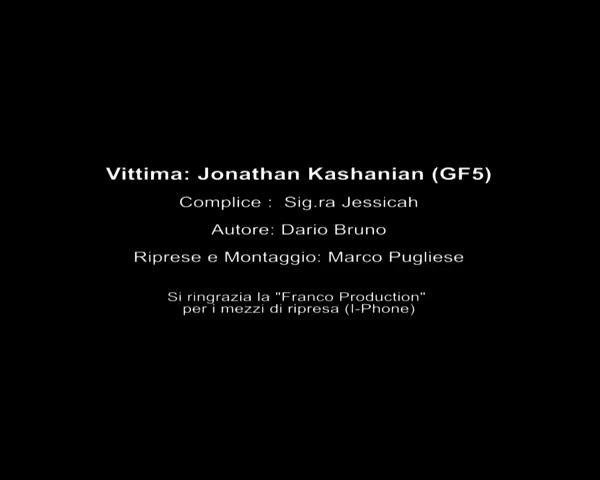 Vittima: Jonathan Kashanian (GF5)
Complice : Sig.ra Jessicah
Autore: Dario Bruno
Riprese e Montaggio: Marco Pugliese
Si ringrazia la "Franco Production"
per i mezzi di ripresa (I-Phone)